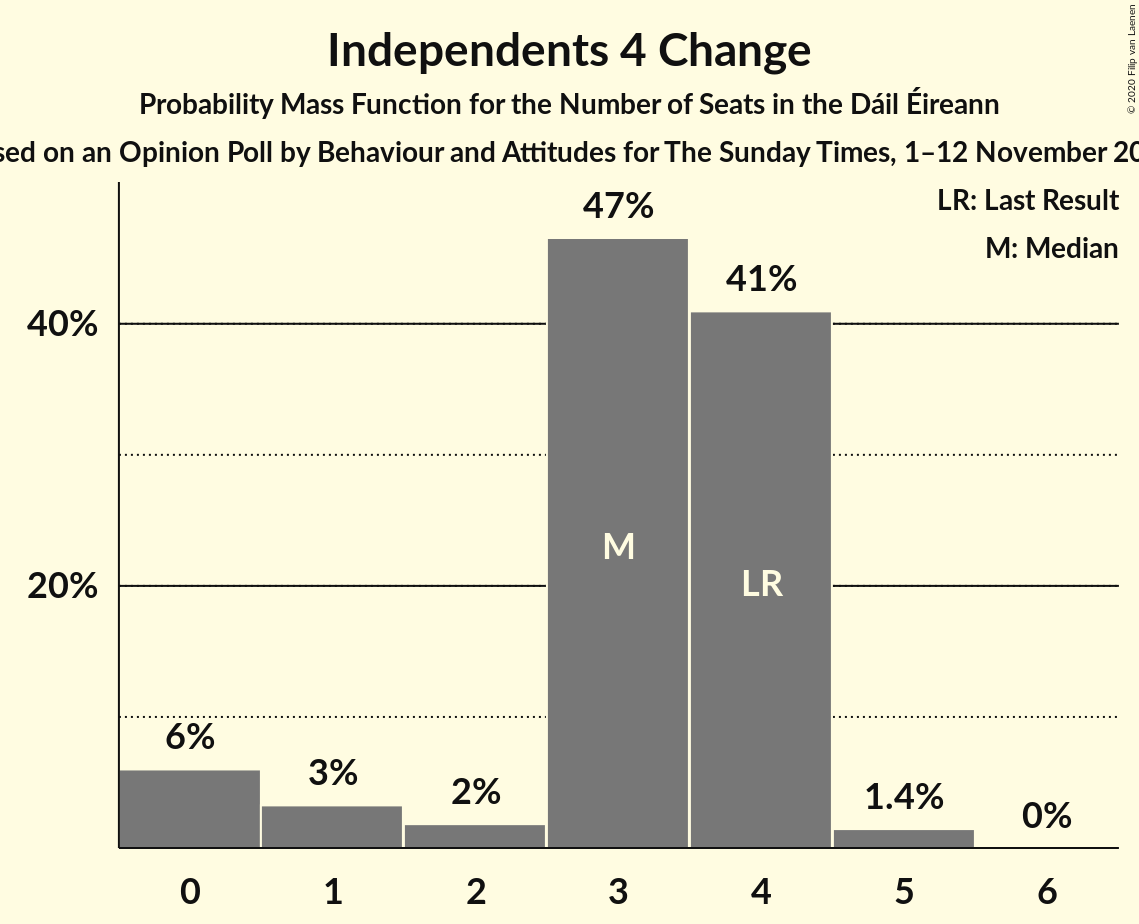 Independents 4 Change
Probability Mass Function for the Number of Seats in the Dáil Éireann
on an Opinion Poll by Behaviour and Attitudes for The Sunday Times, 1–12 November
© 2020 Filip van Laenen
LR: Last Result
M: Median
47%
41%
40%
M
LR
20%
6%
3%
2%
1.4%
0%
0 1 2 3 4 5 6